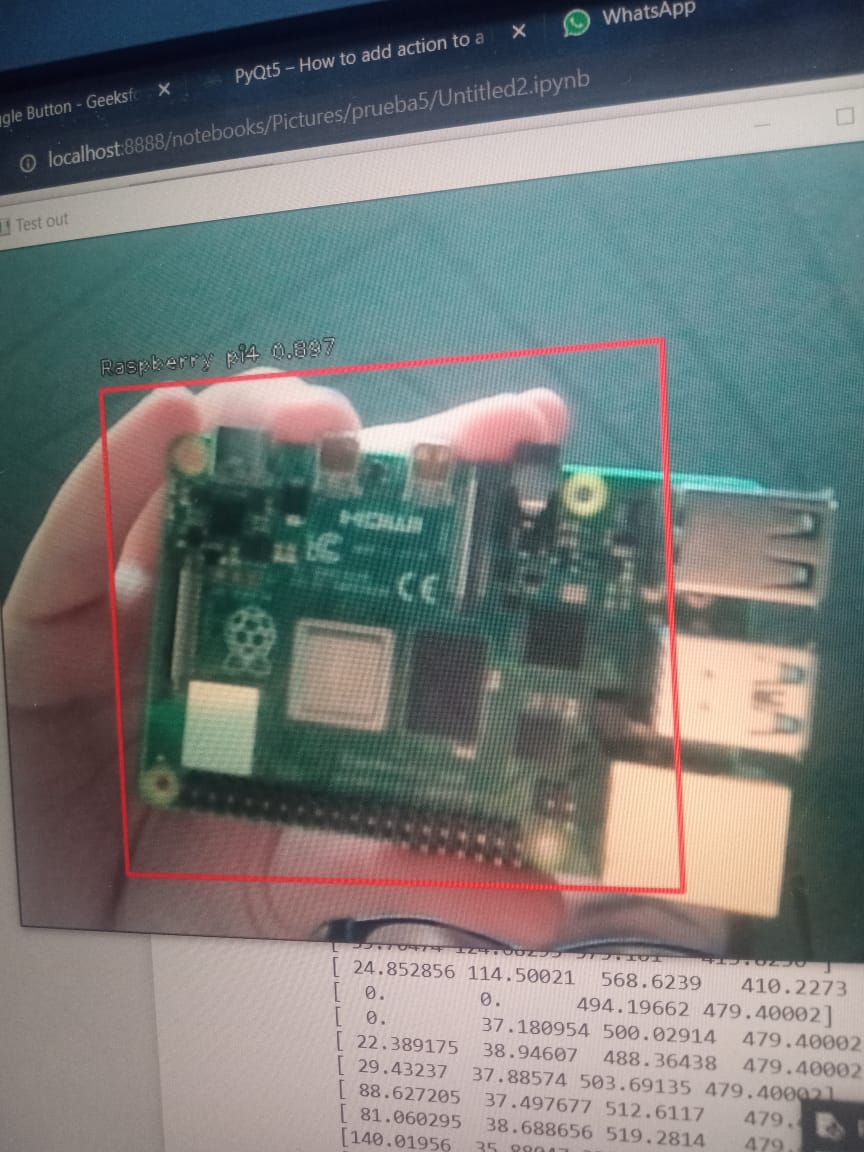 WhatsApp
PyQt5 – How to add action to a
gle Button - Geeksf
localhost:8888/notebooks/Pictures/prueba5/Untitled2.ipynb
Test out
Raspberry pi4 0.897
HDMI
CE
[ 24.852856 114.50021 568.6239 410.2273
[ 0. 0. 494.19662 479.40002]
[ 0. 37.180954 500.02914 479.40002
[ 22.389175 38.94607 488.36438 479.40002
[ 29.43237 37.88574 503.69135 479.40002]
[ 88.627205 37.497677 512.6117 479.
[ 81.060295 38.688656 519.2814 479
[140.01956